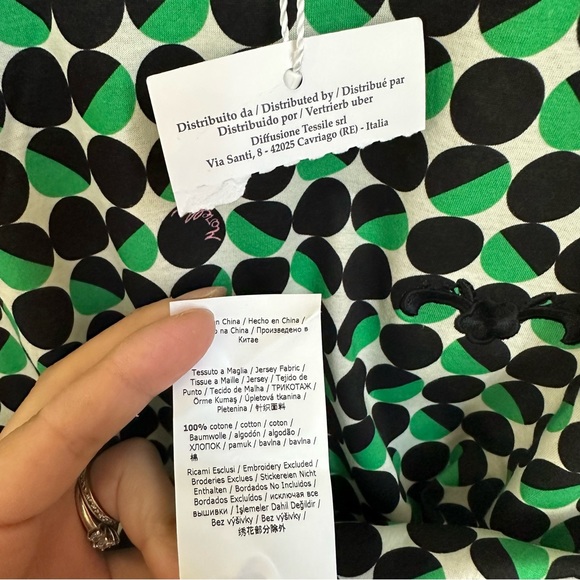 Distribuito da / Distributed by / Distribué par
Distribuido por / Vertrierb uber
Diffusione Tessile srl
Via Santi, 8 - 42025 Cavriago (RE) - Italia
in China / Hecho en China /
na China / Произведено в
Китае
Tessuto a Maglia / Jersey Fabric /
Tissue a Maille / Jersey / Tejido de
Punto / Tecido de Malha / ТРИКОТАЖ /
Örme Kumaş / Úpletová tkanina /
Pletenina / 针织面料
100% cotone / cotton / coton /
Baumwolle / algodón / algodão /
ХЛОПОК / pamuk / bavlna / bavlna /
棉
Ricami Esclusi / Embroidery Excluded /
Broderies Exclues / Stickereien Nicht
Enthalten / Bordados No Incluidos /
Bordados Excluídos / исключая все
вышивки / İşlemeler Dahil Değildir /
Bez výšivky / Bez výšivky /
绣花部分除外